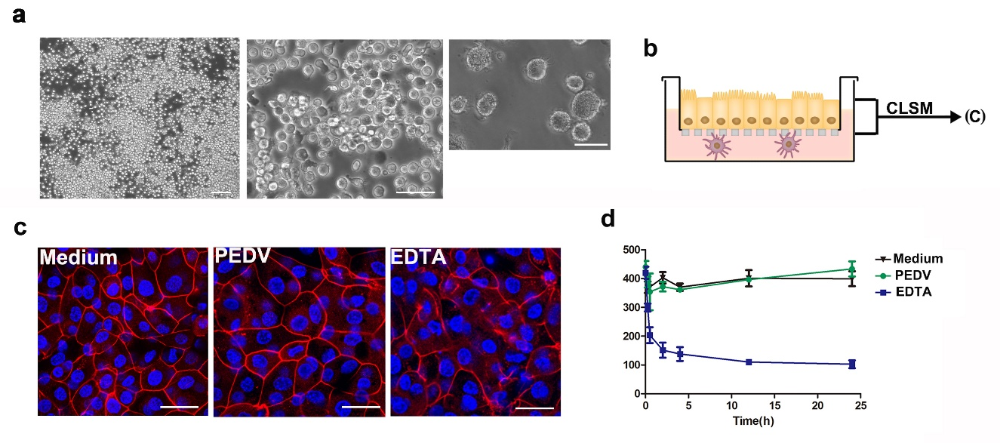 a
b
CLSM
(C)
c
Medium
PEDV
EDTA
d
500
400
300
200
100
0
0
5
10
15
20
25
Time(h)
Medium
PEDV
EDTA